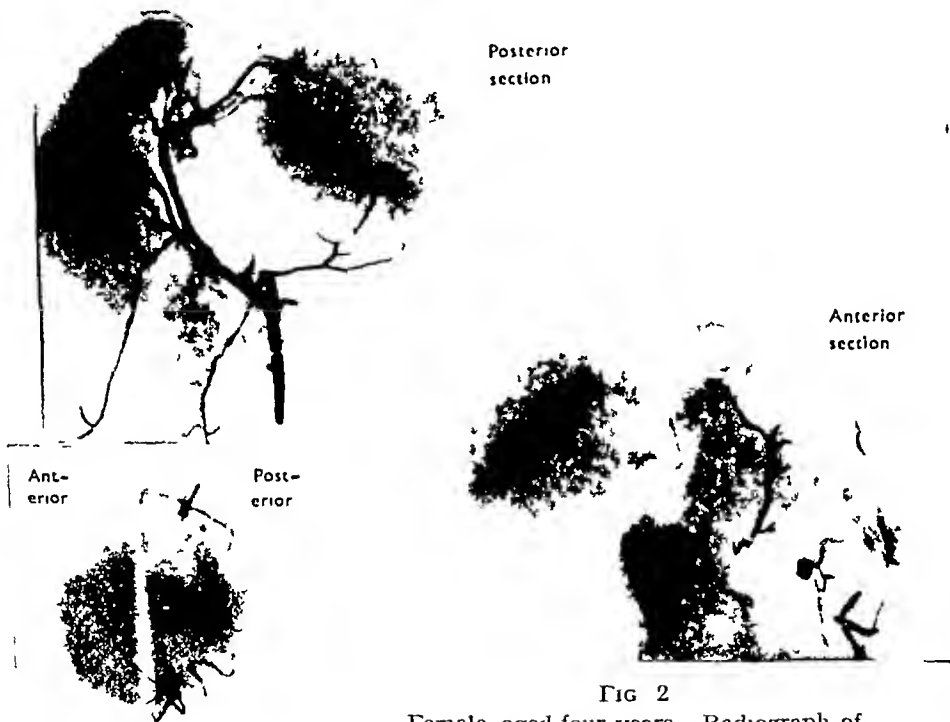 Posterior
section
Anterior
section
Ant-
erior
Post-
erior
FIG 2
Female, aged four years Radiograph of